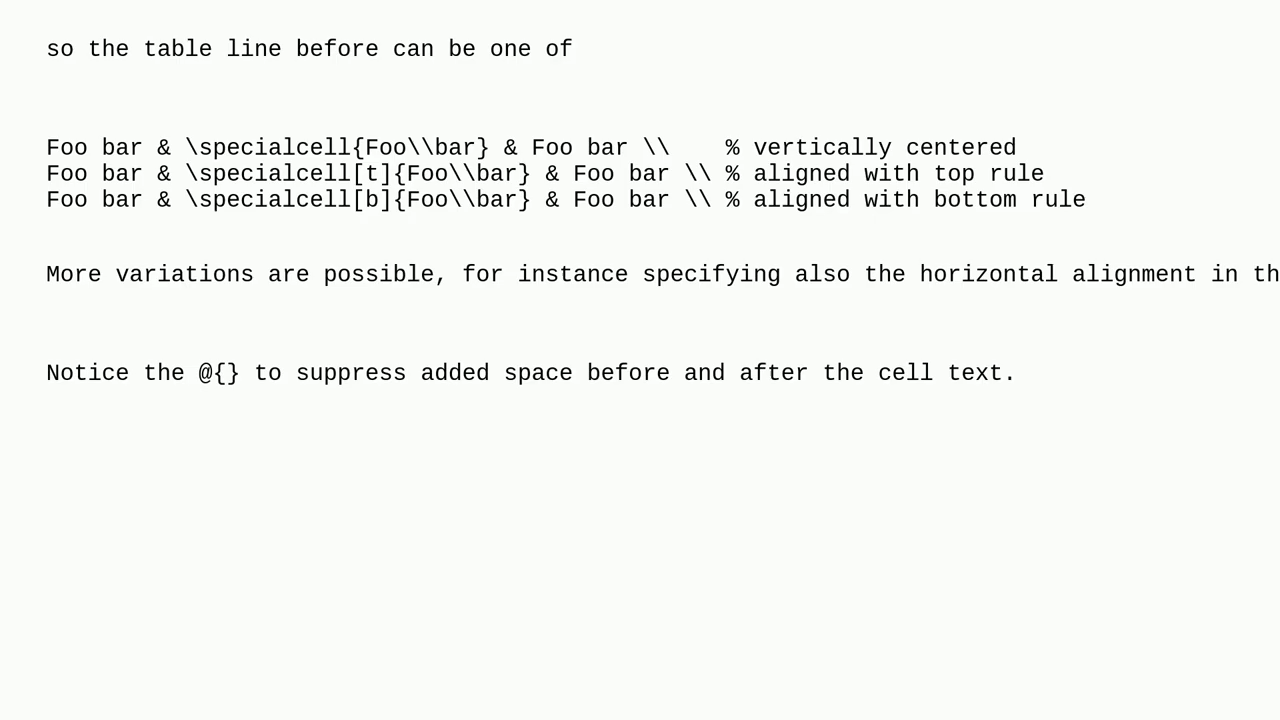 so the table line before can be one of
Foo bar & \specialcell{Foo\\bar} & Foo bar \\    % vertically centered
Foo bar & \specialcell[t]{Foo\\bar} & Foo bar \\ % aligned with top rule
Foo bar & \specialcell[b]{Foo\\bar} & Foo bar \\ % aligned with bottom rule
More variations are possible, for instance specifying also the horizontal alignment in
Notice the @{} to suppress added space before and after the cell text.